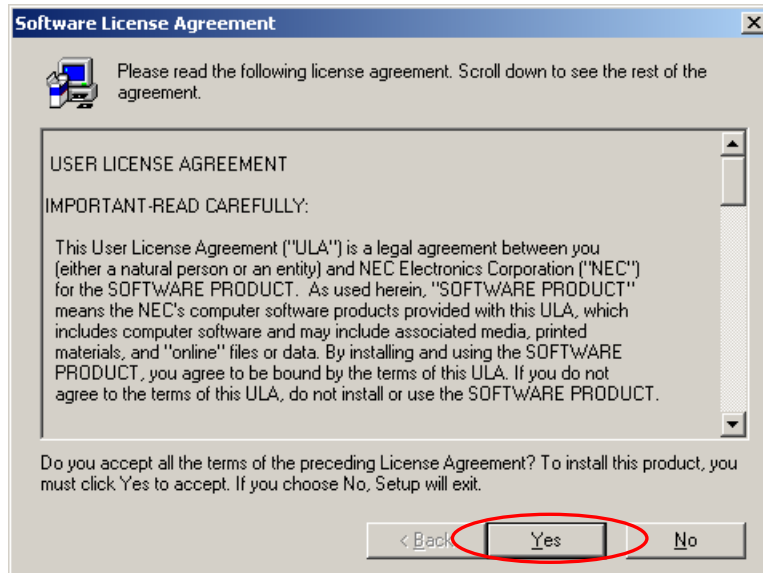 Software License Agreement
Please read the following license agreement. Scroll down to see the rest of the
agreement.
USER LICENSE AGREEMENT
IMPORTANT-READ CAREFULLY:
This User License Agreement ("ULA") is a legal agreement between you
(either a natural person or an entity) and NEC Electronics Corporation ("NEC")
for the SOFTWARE PRODUCT.  As used herein, "SOFTWARE PRODUCT"
means the NEC's computer software products provided with this ULA, which
includes computer software and may include associated media, printed
materials, and "online" files or data. By installing and using the SOFTWARE
PRODUCT, you agree to be bound by the terms of this ULA. If you do not
agree to the terms of this ULA, do not install or use the SOFTWARE PRODUCT.
Do you accept all the terms of the preceding License Agreement? To install this product, you
must click Yes to accept. If you choose No, Setup will exit.
< Back Yes No